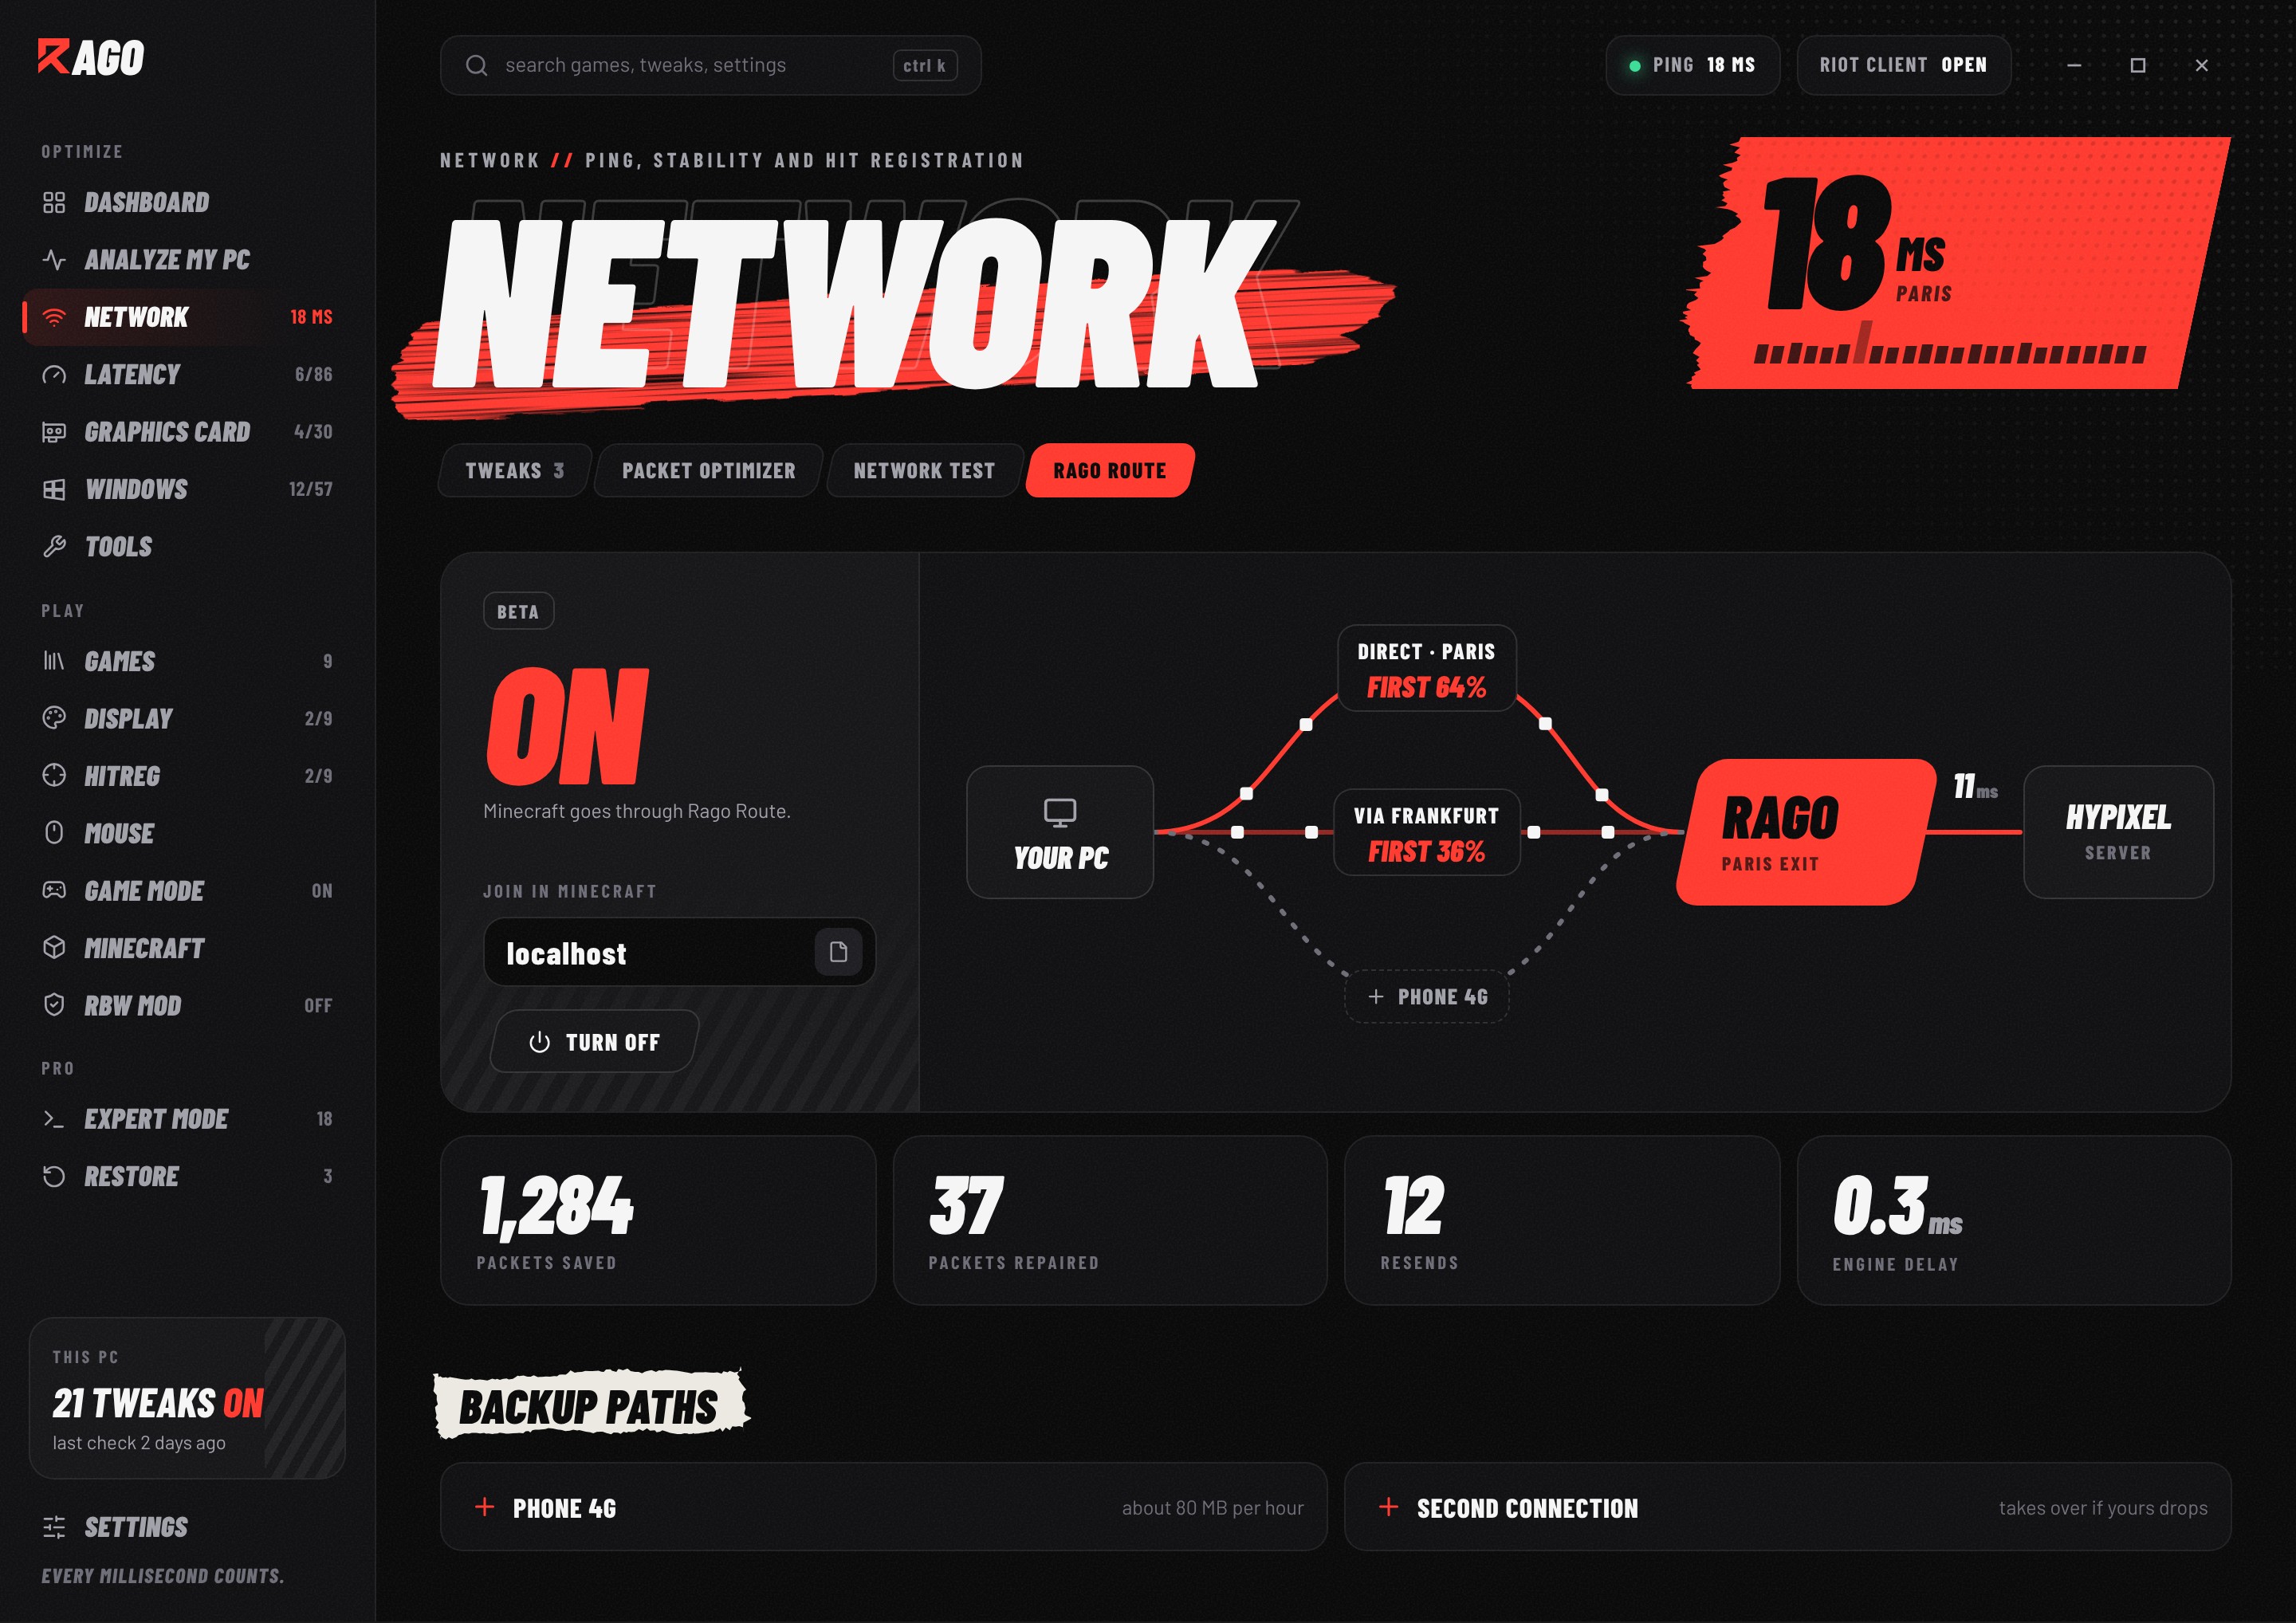 RAGO
OPTIMIZE
DASHBOARD
ANALYZE MY PC
NETWORK 18 MS
LATENCY 6/86
GRAPHICS CARD 4/30
WINDOWS 12/57
TOOLS
PLAY
GAMES 9
DISPLAY 2/9
HITREG 2/9
MOUSE
GAME MODE ON
MINECRAFT
RBW MOD OFF
PRO
EXPERT MODE 18
RESTORE 3
THIS PC
21 TWEAKS ON
last check 2 days ago
SETTINGS
EVERY MILLISECOND COUNTS.
search games, tweaks, settings ctrl k
PING 18 MS
RIOT CLIENT OPEN
NETWORK // PING, STABILITY AND HIT REGISTRATION
NETWORK
18 MS
PARIS
TWEAKS 3
PACKET OPTIMIZER
NETWORK TEST
RAGO ROUTE
BETA
ON
Minecraft goes through Rago Route.
JOIN IN MINECRAFT
localhost
TURN OFF
YOUR PC
DIRECT · PARIS
FIRST 64%
VIA FRANKFURT
FIRST 36%
+ PHONE 4G
RAGO
PARIS EXIT
11 ms
HYPIXEL
SERVER
1,284
PACKETS SAVED
37
PACKETS REPAIRED
12
RESENDS
0.3 ms
ENGINE DELAY
BACKUP PATHS
+ PHONE 4G about 80 MB per hour
+ SECOND CONNECTION takes over if yours drops